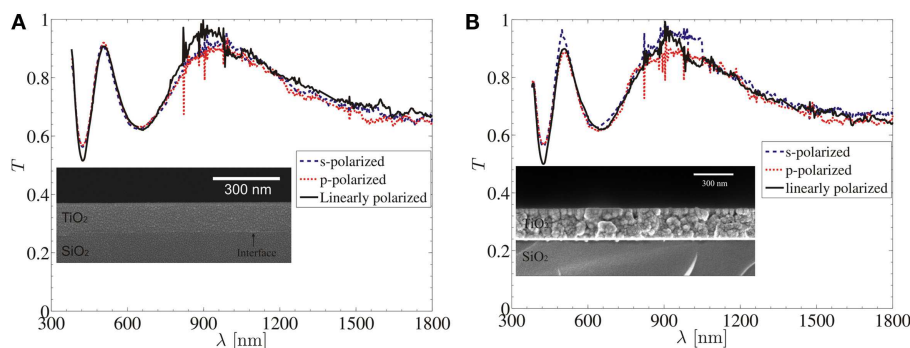 A
1
0.8
0.6
0.4
0.2
0
T
300 600 900 1200 1500 1800
λ [nm]
s-polarized
p-polarized
Linearly polarized
300 nm
TiO₂
SiO₂
Interface
B
1
0.8
0.6
0.4
0.2
0
T
300 600 900 1200 1500 1800
λ [nm]
s-polarized
p-polarized
linearly polarized
300 nm
TiO₂
SiO₂